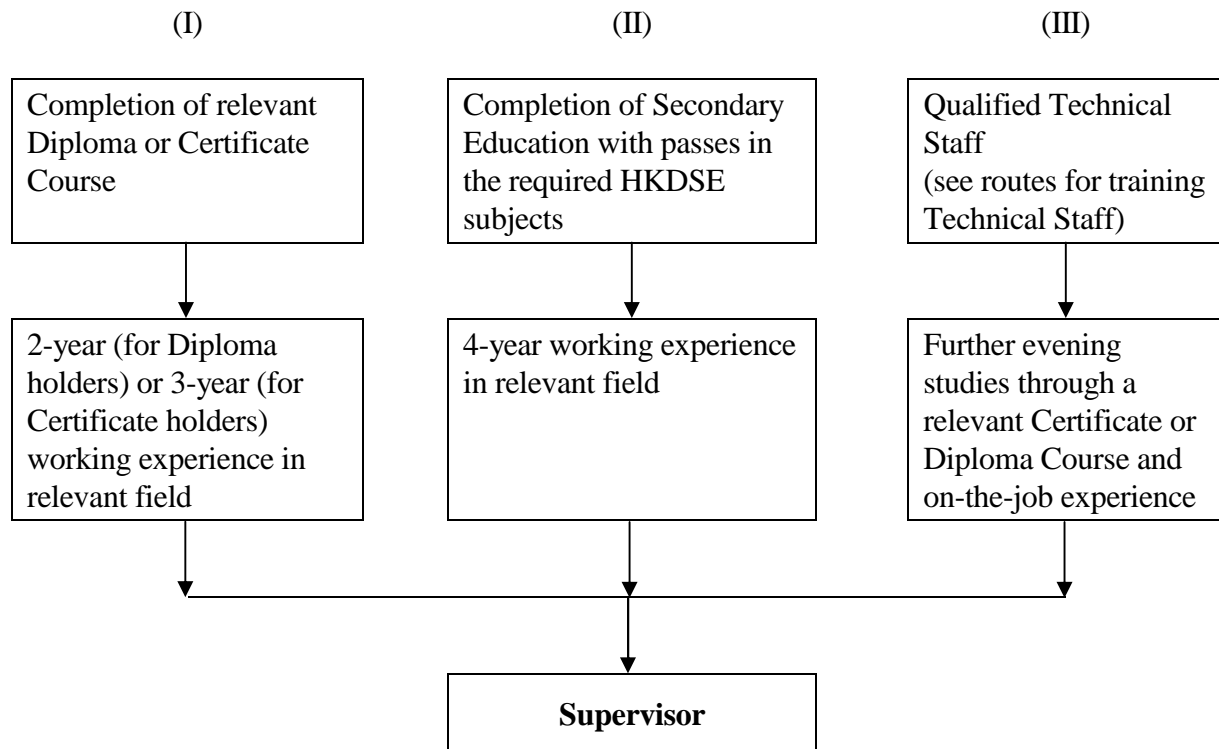 (I)
(II)
(III)
Completion of relevant
Diploma or Certificate
Course
Completion of Secondary
Education with passes in
the required HKDSE
subjects
Qualified Technical
Staff
(see routes for training
Technical Staff)
2-year (for Diploma
holders) or 3-year (for
Certificate holders)
working experience in
relevant field
4-year working experience
in relevant field
Further evening
studies through a
relevant Certificate or
Diploma Course and
on-the-job experience
Supervisor